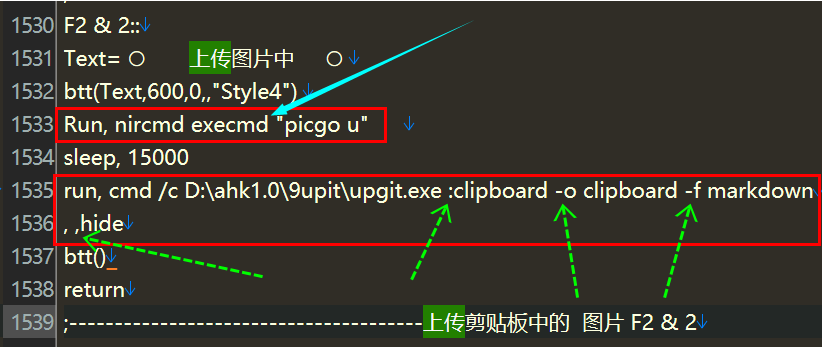 1530 F2 & 2::↓
1531 Text= 〇 上传图片中 〇↓
1532 btt(Text,600,0,,"Style4")↓
1533 Run, nircmd execmd "picgo u" ↓
1534 sleep, 15000
1535 run, cmd /c D:\ahk1.0\9upit\upgit.exe :clipboard -o clipboard -f markdown↓
1536 , ,hide↓
1537 btt()↓
1538 return↓
1539 ;---------------------------------------上传剪贴板中的 图片 F2 & 2↓